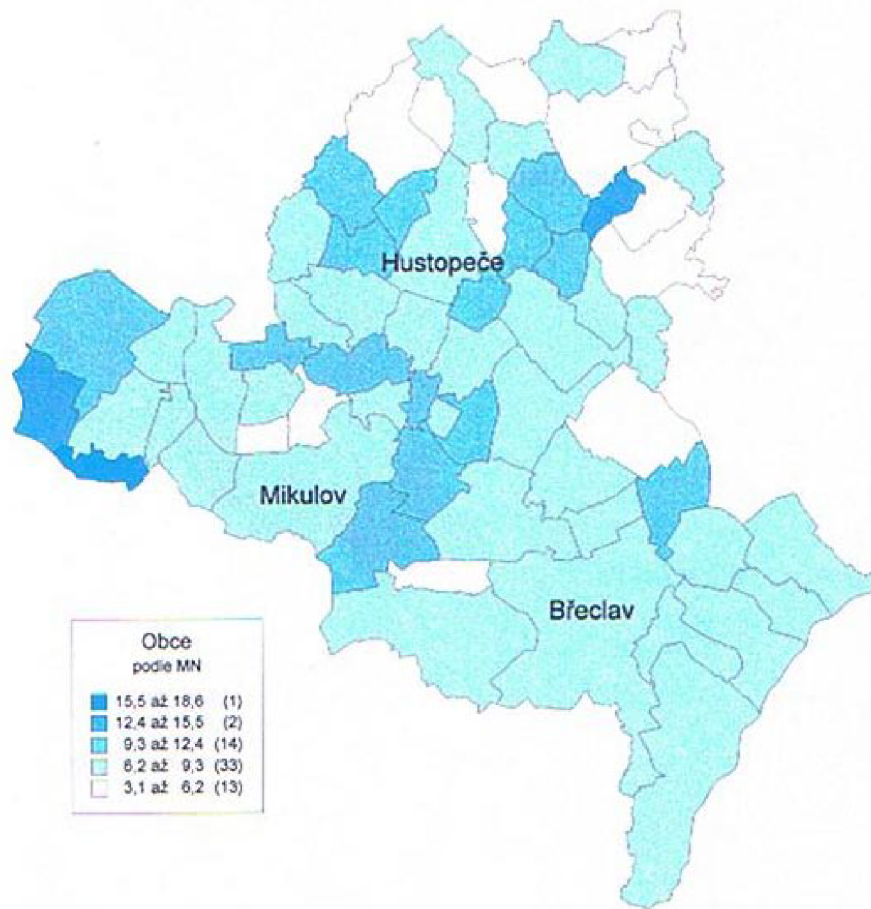 Hustopeče
Mikulov
Břeclav
Obce
podle MN
15,5 až 18,6 (1)
12,4 až 15,5 (2)
9,3 až 12,4 (14)
6,2 až 9,3 (33)
3,1 až 6,2 (13)